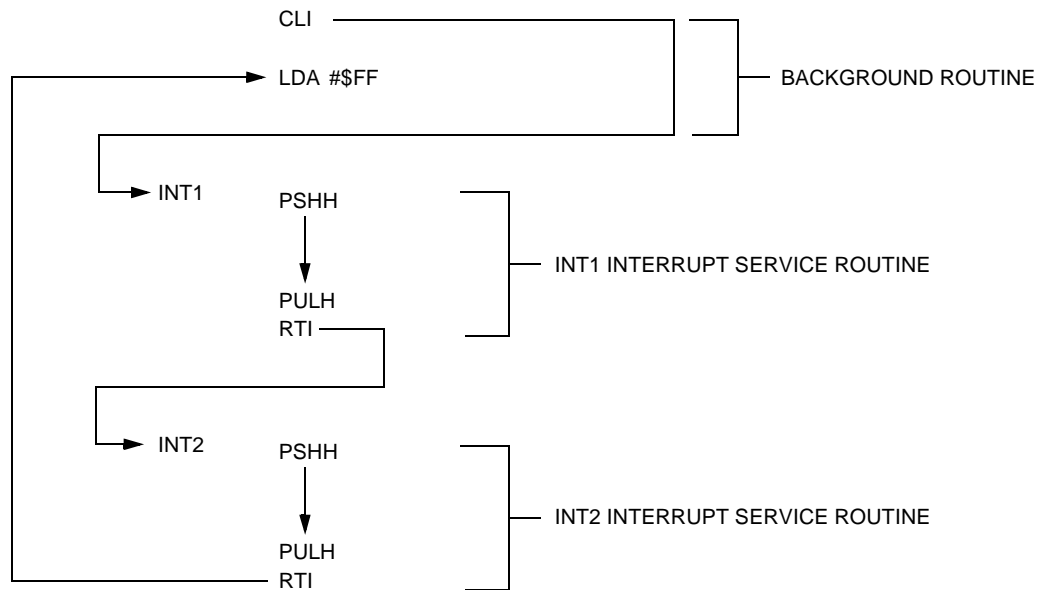 CLI
LDA #$FF
BACKGROUND ROUTINE
INT1
PSHH
INT1 INTERRUPT SERVICE ROUTINE
PULH
RTI
INT2
PSHH
INT2 INTERRUPT SERVICE ROUTINE
PULH
RTI